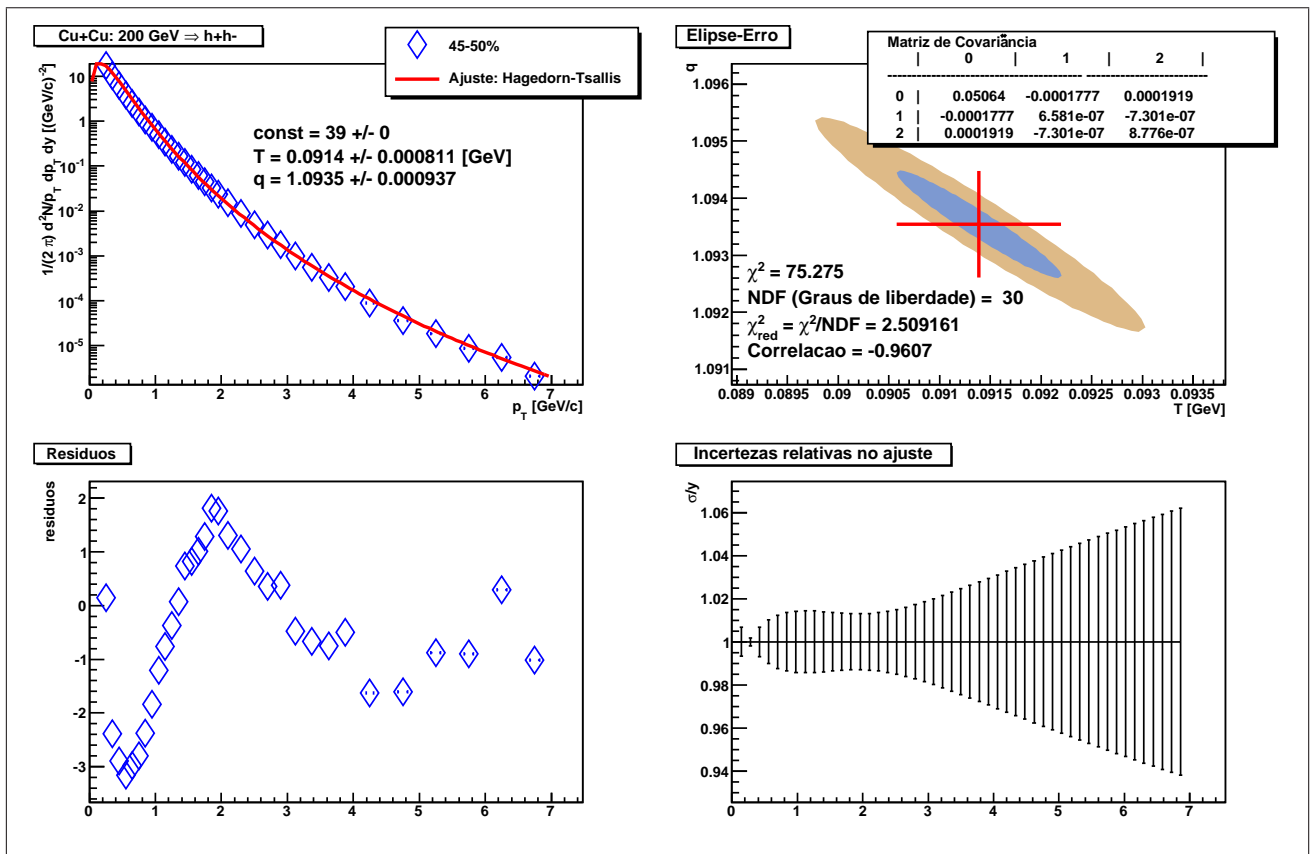 Cu+Cu: 200 GeV ⇒ h+h-
45-50%
Ajuste: Hagedorn-Tsallis
const = 39 +/- 0
T = 0.0914 +/- 0.000811 [GeV]
q = 1.0935 +/- 0.000937
1/(2 π) d²N/p_T dp_T dy [(GeV/c)⁻²]
10
1
10⁻¹
10⁻²
10⁻³
10⁻⁴
10⁻⁵
0 1 2 3 4 5 6 7
p_T [GeV/c]
Elipse-Erro
Matriz de Covariância
| 0 | 1 | 2 |
0 | 0.05064 -0.0001777 0.0001919
1 | -0.0001777 6.581e-07 -7.301e-07
2 | 0.0001919 -7.301e-07 8.776e-07
q
1.096
1.095
1.094
1.093
1.092
1.091
χ² = 75.275
NDF (Graus de liberdade) = 30
χ²_red = χ²/NDF = 2.509161
Correlacao = -0.9607
0.089 0.0895 0.09 0.0905 0.091 0.0915 0.092 0.0925 0.093 0.0935
T [GeV]
Residuos
residuos
2
1
0
-1
-2
-3
0 1 2 3 4 5 6 7
Incertezas relativas no ajuste
σ/y
1.06
1.04
1.02
1
0.98
0.96
0.94
0 1 2 3 4 5 6 7